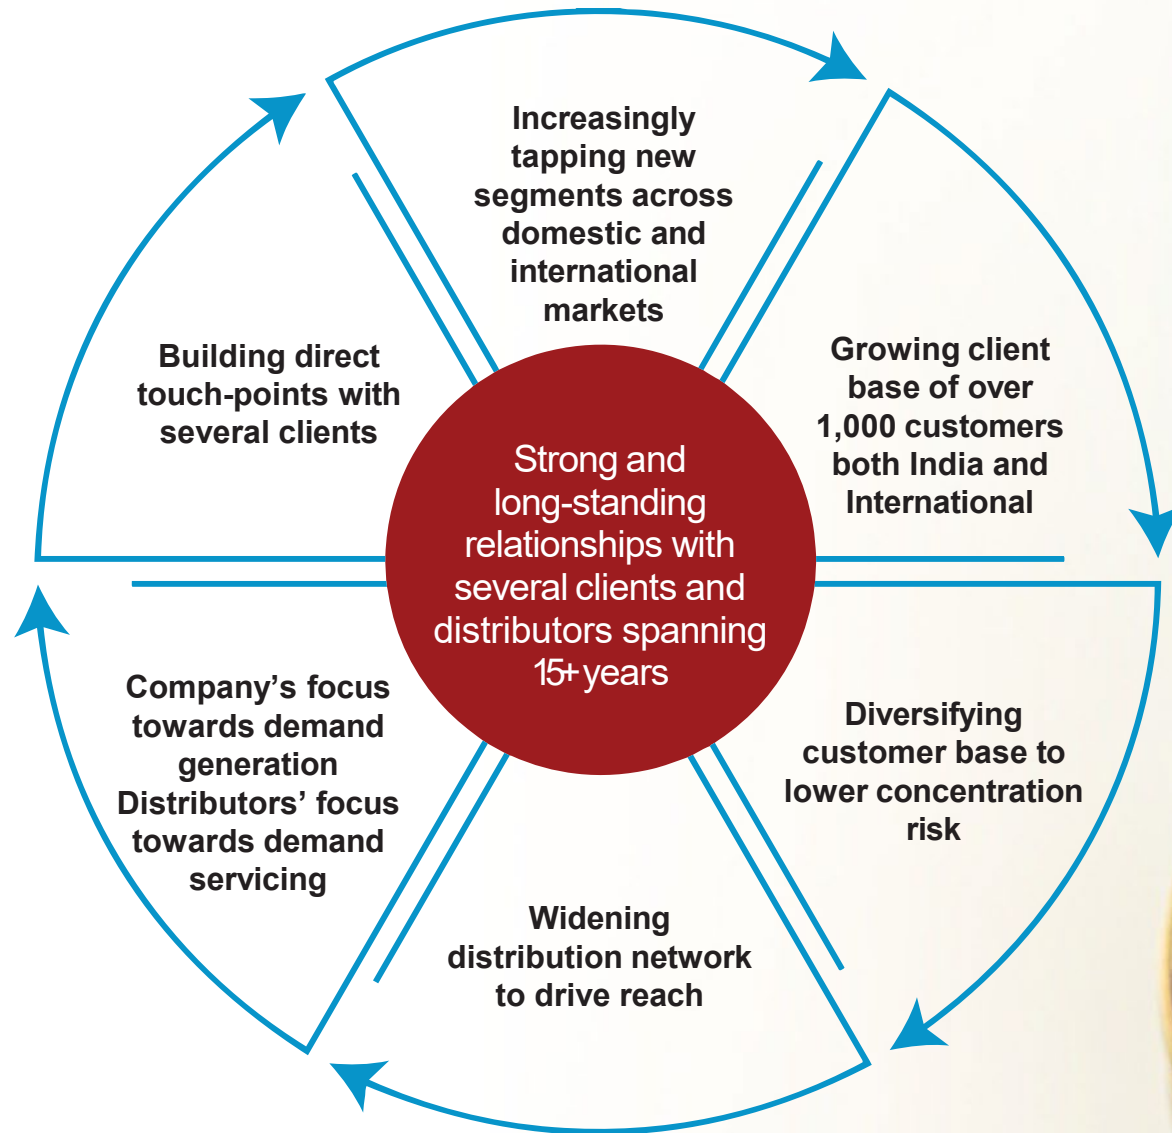 Increasingly
tapping new
segments across
domestic and
international
markets
Growing client
base of over
1,000 customers
both India and
International
Diversifying
customer base to
lower concentration
risk
Widening
distribution network
to drive reach
Company's focus
towards demand
generation
Distributors' focus
towards demand
servicing
Building direct
touch-points with
several clients
Strong and
long-standing
relationships with
several clients and
distributors spanning
15+ years